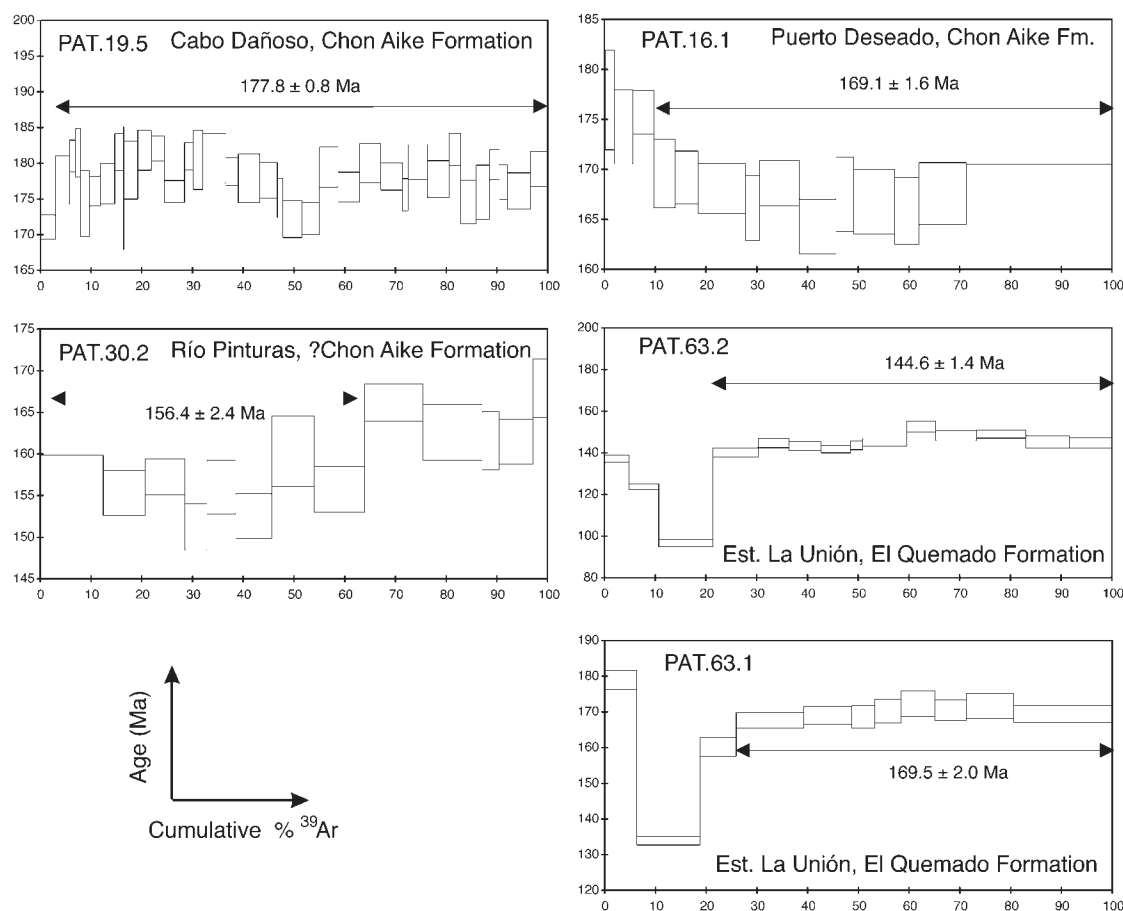 PAT.19.5 Cabo Dañoso, Chon Aike Formation
177.8 ± 0.8 Ma
200
195
190
185
180
175
170
165
0 10 20 30 40 50 60 70 80 90 100
Puerto Deseado, Chon Aike Fm.
PAT.16.1
169.1 ± 1.6 Ma
185
180
175
170
165
160
0 10 20 30 40 50 60 70 80 90 100
PAT.30.2 Río Pinturas, ?Chon Aike Formation
156.4 ± 2.4 Ma
175
170
165
160
155
150
145
0 10 20 30 40 50 60 70 80 90 100
PAT.63.2
144.6 ± 1.4 Ma
200
180
160
140
120
100
80
Est. La Unión, El Quemado Formation
0 10 20 30 40 50 60 70 80 90 100
Age (Ma)
Cumulative % ³⁹Ar
PAT.63.1
169.5 ± 2.0 Ma
190
180
170
160
150
140
130
120
Est. La Unión, El Quemado Formation
0 10 20 30 40 50 60 70 80 90 100